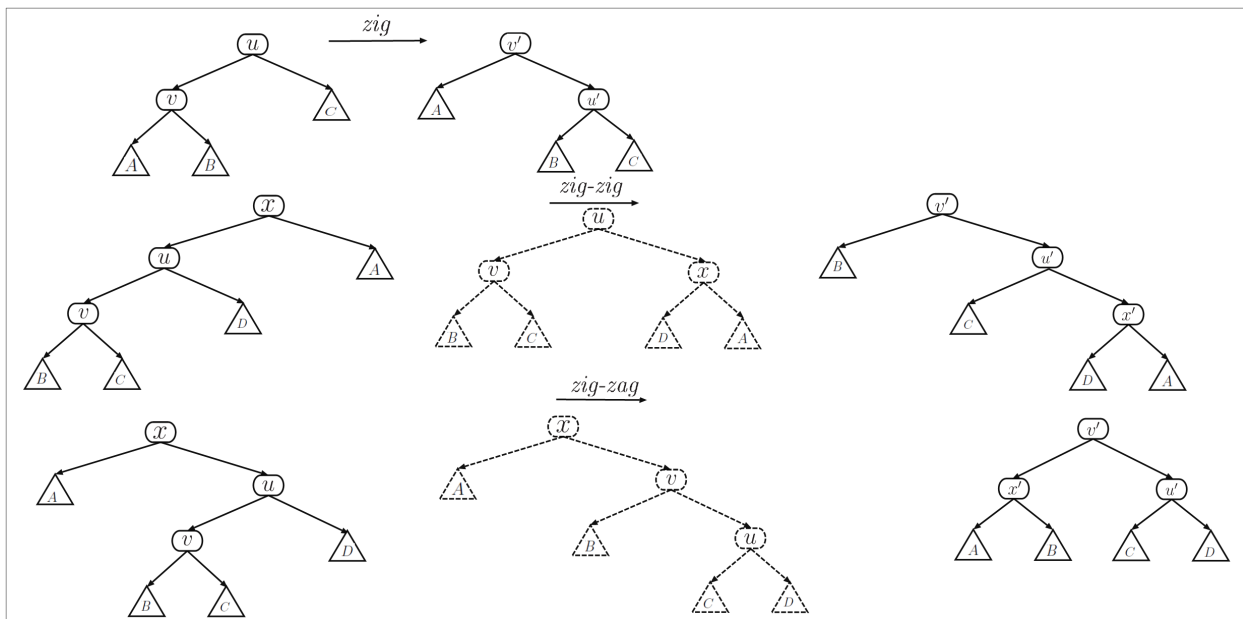 zig
u v'
v C A u'
A B B C
zig-zig
x u v'
u A v x B u'
v D B C D A C x'
B C D A
zig-zag
x x v'
A u A v x' u'
v D B u A B C D
B C C D